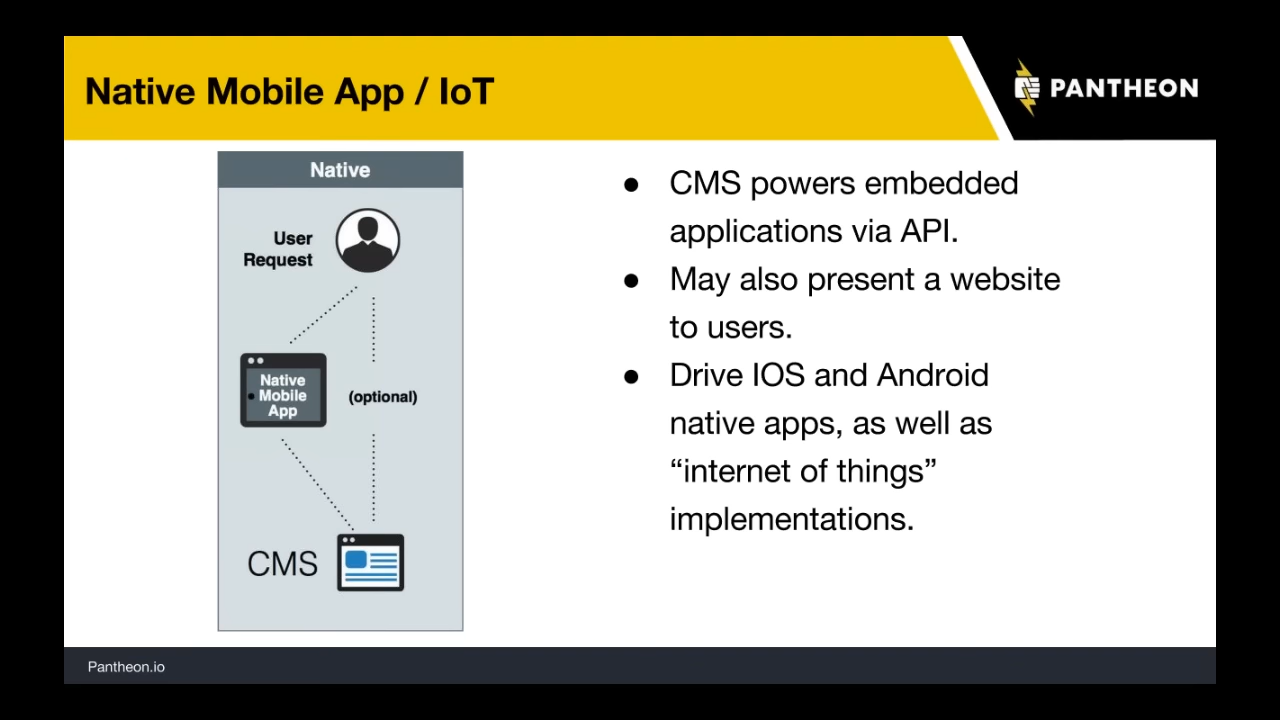 Native Mobile App / IoT
PANTHEON
Native
User
Request
Native
Mobile
App
(optional)
CMS
● CMS powers embedded
applications via API.
● May also present a website
to users.
● Drive IOS and Android
native apps, as well as
“internet of things”
implementations.
Pantheon.io